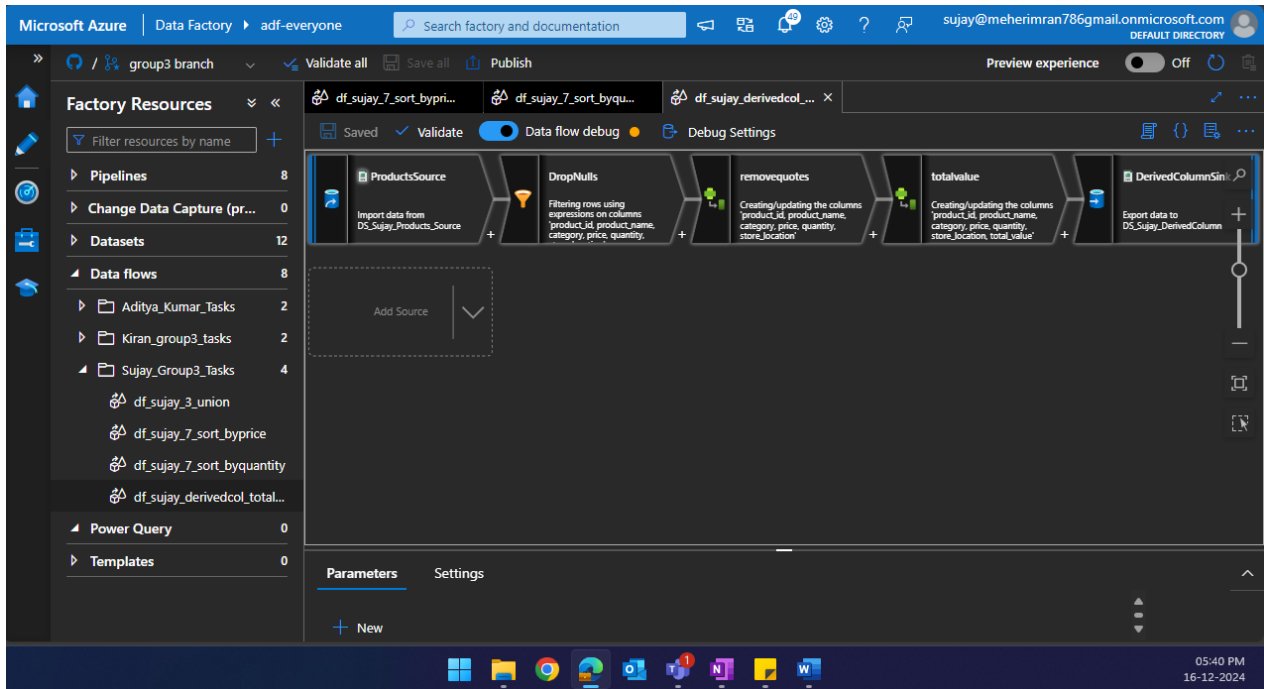 Microsoft Azure
Data Factory
adf-everyone
Search factory and documentation
49
sujay@meherimran786gmail.onmicrosoft.com
DEFAULT DIRECTORY
/ group3 branch
Validate all
Save all
Publish
Preview experience
Off
Factory Resources
Filter resources by name
Pipelines 8
Change Data Capture (pr... 0
Datasets 12
Data flows 8
Aditya_Kumar_Tasks 2
Kiran_group3_tasks 2
Sujay_Group3_Tasks 4
df_sujay_3_union
df_sujay_7_sort_byprice
df_sujay_7_sort_byquantity
df_sujay_derivedcol_total...
Power Query 0
Templates 0
df_sujay_7_sort_bypri...
df_sujay_7_sort_byqu...
df_sujay_derivedcol_...
Saved
Validate
Data flow debug
Debug Settings
ProductsSource
Import data from
DS_Sujay_Products_Source
DropNulls
Filtering rows using
expressions on columns
'product_id, product_name,
category, price, quantity,
removequotes
Creating/updating the columns
'product_id, product_name,
category, price, quantity,
store_location'
totalvalue
Creating/updating the columns
'product_id, product_name,
category, price, quantity,
store_location, total_value'
DerivedColumnSink
Export data to
DS_Sujay_DerivedColumn
Add Source
Parameters
Settings
New
1
05:40 PM
16-12-2024